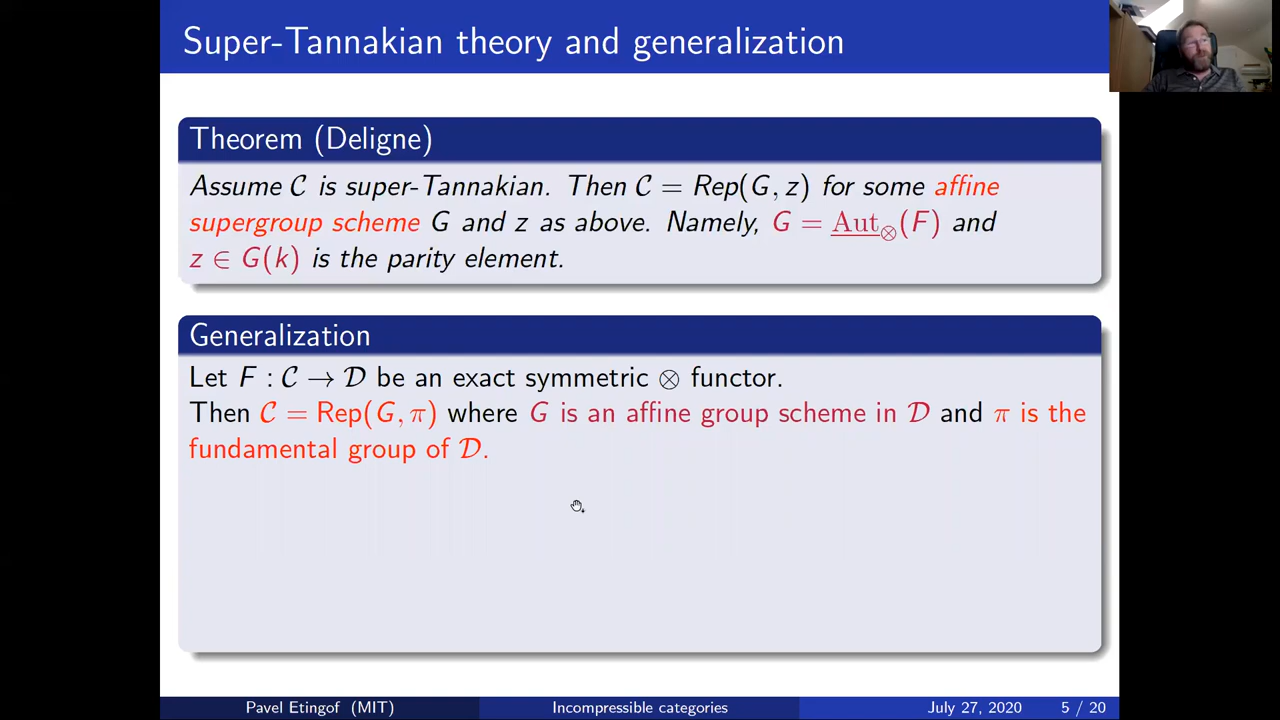 Super-Tannakian theory and generalization
Theorem (Deligne)
Assume 𝒞 is super-Tannakian. Then 𝒞 = Rep(G, z) for some affine
supergroup scheme G and z as above. Namely, G = Aut⊗(F) and
z ∈ G(k) is the parity element.
Generalization
Let F : 𝒞 → 𝒟 be an exact symmetric ⊗ functor.
Then 𝒞 = Rep(G, π) where G is an affine group scheme in 𝒟 and π is the
fundamental group of 𝒟.
Pavel Etingof (MIT) Incompressible categories July 27, 2020 5 / 20